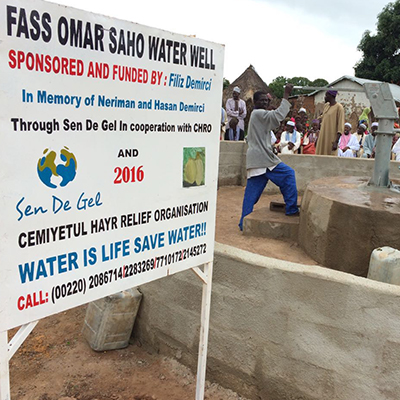 FASS OMAR SAHO WATER WELL
SPONSORED AND FUNDED BY : Filiz Demirci
In Memory of Neriman and Hasan Demirci
Through Sen De Gel In cooperation with CHRO
AND
2016
Sen De Gel
CEMIYETUL HAYR RELIEF ORGANISATION
WATER IS LIFE SAVE WATER!!
CALL: (00220) 2086714/2283269/7710172/2145272